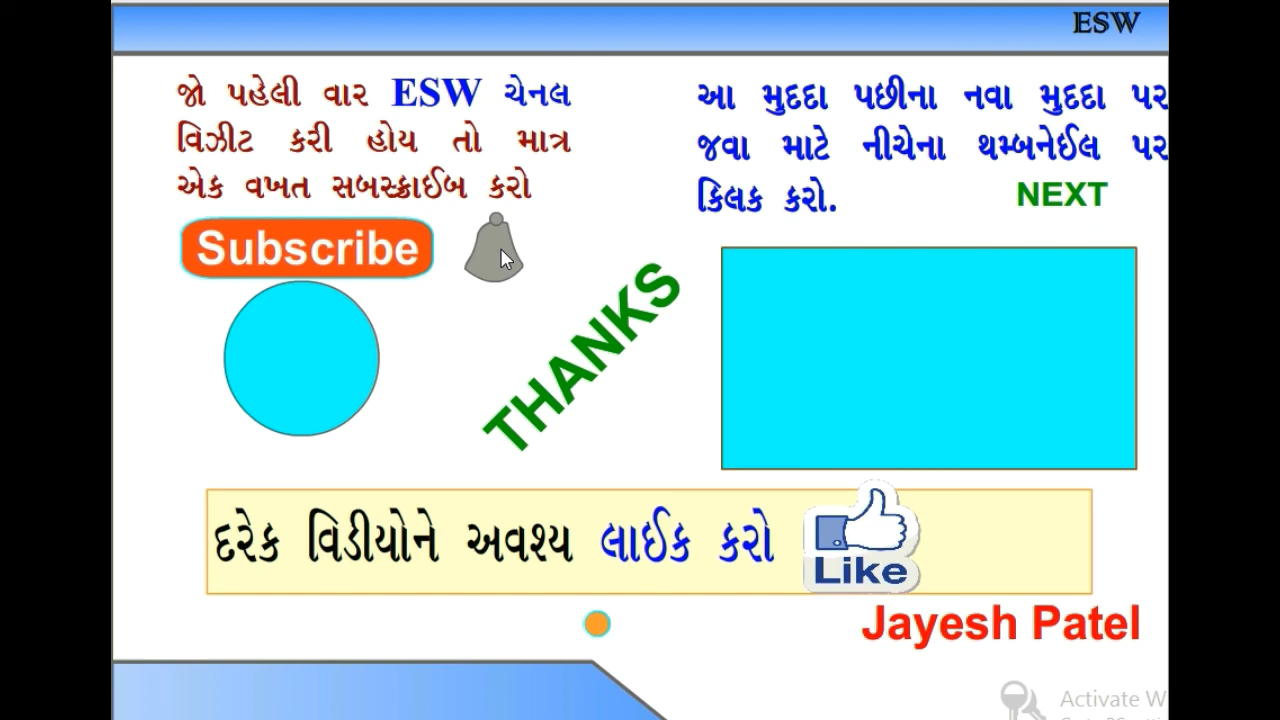 ESW
જો પહેલી વાર ESW ચેનલ
વિઝીટ કરી હોય તો માત્ર
એક વખત સબસ્ક્રાઈબ કરો
Subscribe
આ મુદદા પછીના નવા મુદદા પર
જવા માટે નીચેના થમ્બનેઈલ પર
ક્લિક કરો.
NEXT
THANKS
દરેક વિડીયોને અવશ્ય લાઈક કરો
Like
Jayesh Patel
Activate W